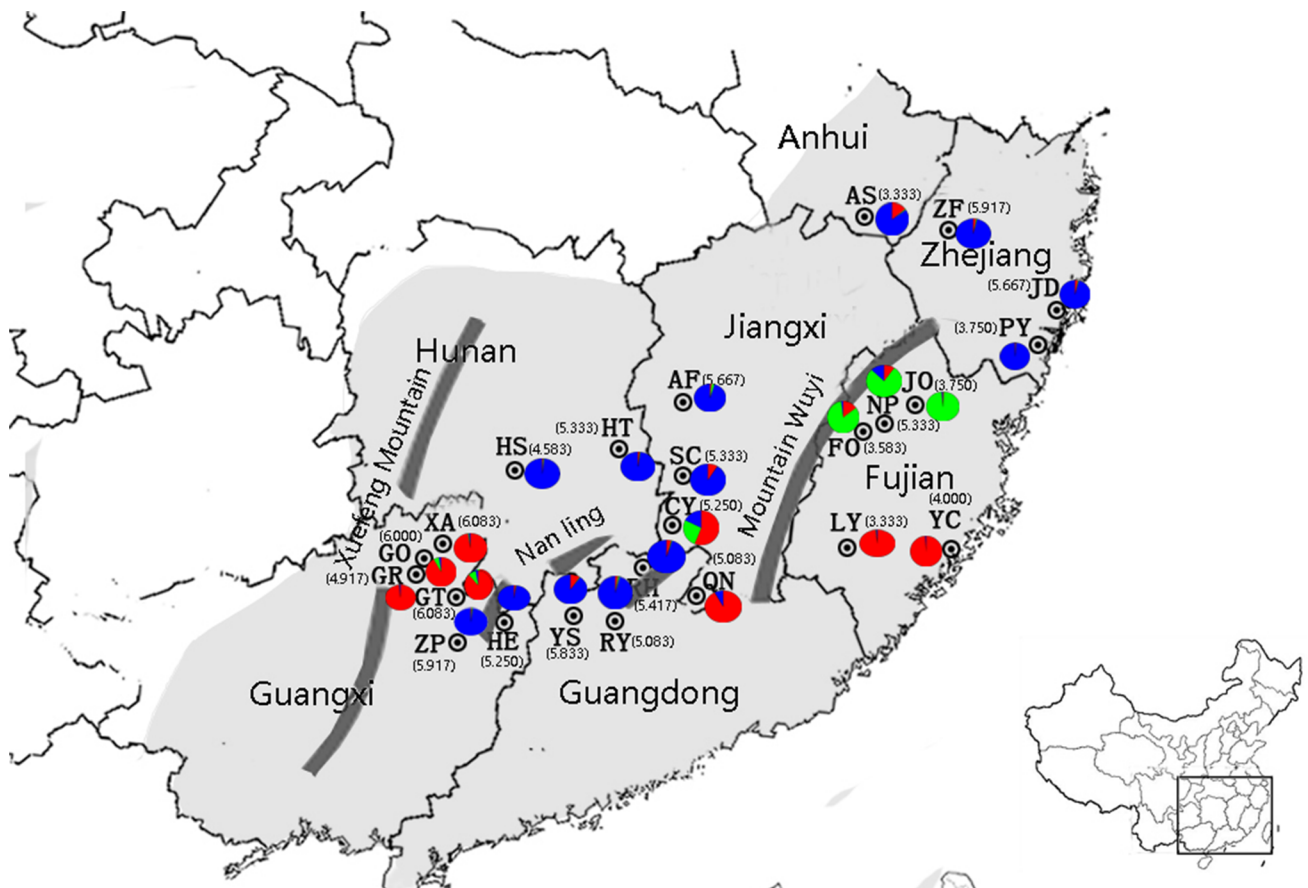 Anhui
AS (3.333)
ZF (5.917)
Zhejiang
(5.667) JD
(3.750) PY
Jiangxi
Hunan
Xuefeng Mountain
AF (5.667)
Mountain Wuyi
JO (3.750)
NP
(5.333)
FO (3.583)
(5.333) HT
HS (4.583)
SC (5.333)
Fujian
(4.000)
YC
LY (3.333)
CY (5.250)
Nan ling
XA (6.083)
(6.000)
GO
(4.917) GR
GT
(6.083)
(5.083)
QN
RH
(5.417)
ZP
(5.917)
HE
(5.250)
YS
(5.833)
RY (5.083)
Guangxi
Guangdong